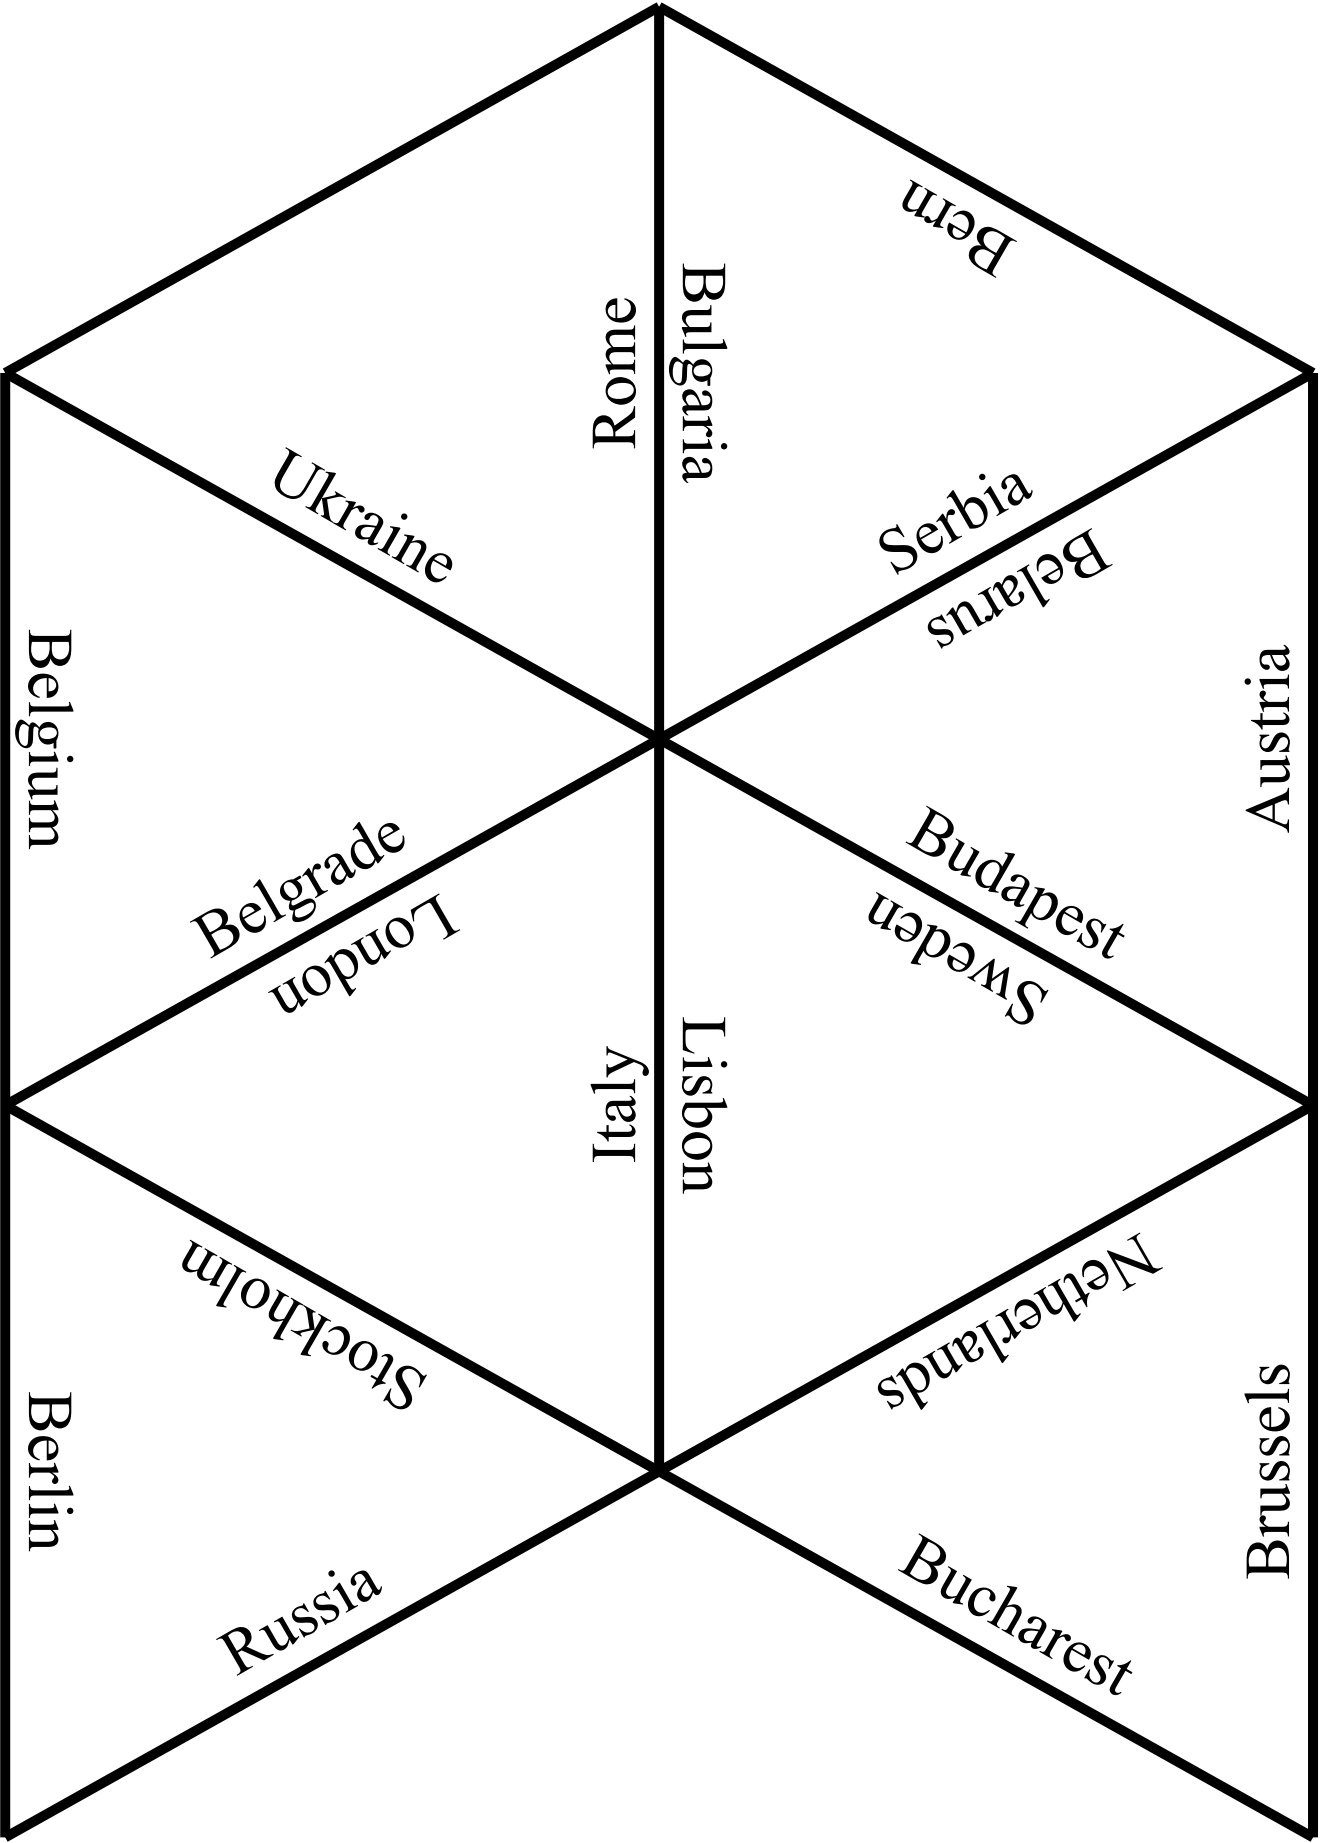 Bern
Rome
Bulgaria
Ukraine
Serbia
Belarus
Belgium
Austria
Belgrade
London
Budapest
Sweden
Italy
Lisbon
Stockholm
Netherlands
Berlin
Brussels
Russia
Bucharest